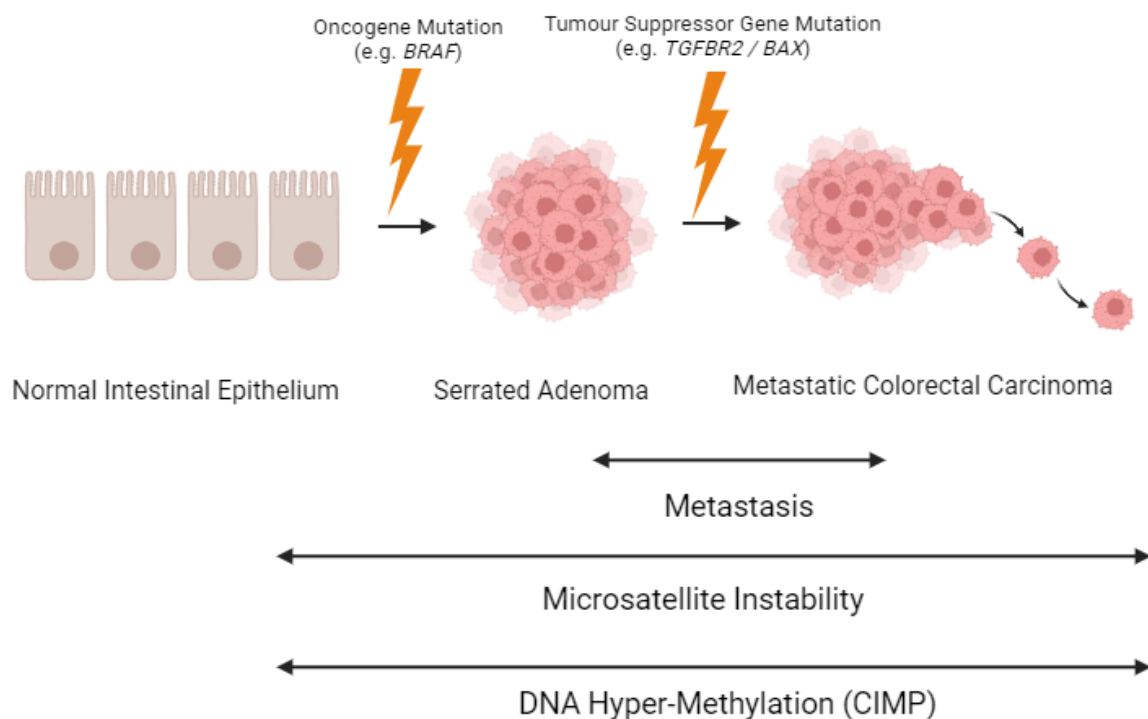 Oncogene Mutation
(e.g. BRAF)
Tumour Suppressor Gene Mutation
(e.g. TGFBR2 / BAX)
Normal Intestinal Epithelium
Serrated Adenoma
Metastatic Colorectal Carcinoma
Metastasis
Microsatellite Instability
DNA Hyper-Methylation (CIMP)